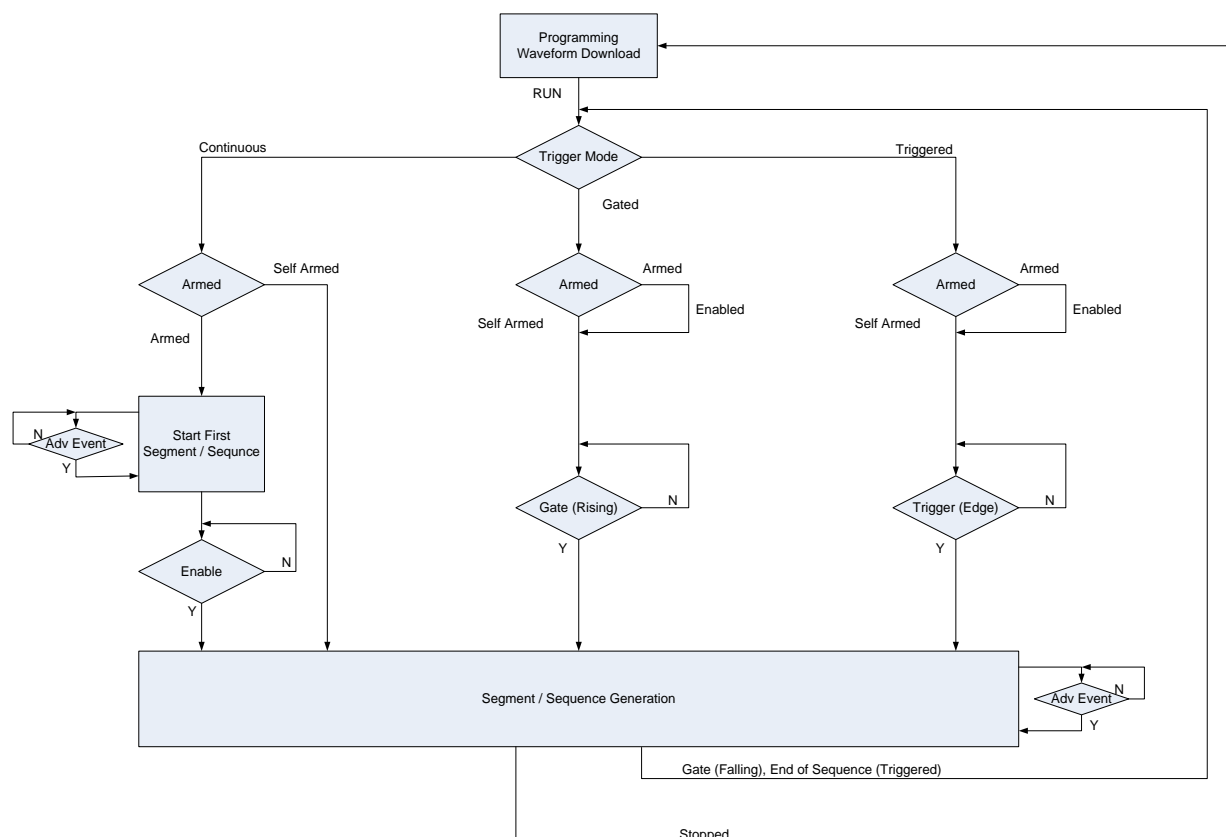 Programming
Waveform Download
RUN
Trigger Mode
Continuous
Triggered
Gated
Armed
Self Armed
Armed
Armed
Self Armed
Enabled
Armed
Armed
Self Armed
Enabled
Armed
Start First
Segment / Sequnce
Adv Event
N
Y
Gate (Rising)
N
Y
Trigger (Edge)
N
Y
Enable
N
Y
Segment / Sequence Generation
Adv Event
N
Y
Gate (Falling), End of Sequence (Triggered)
Stopped